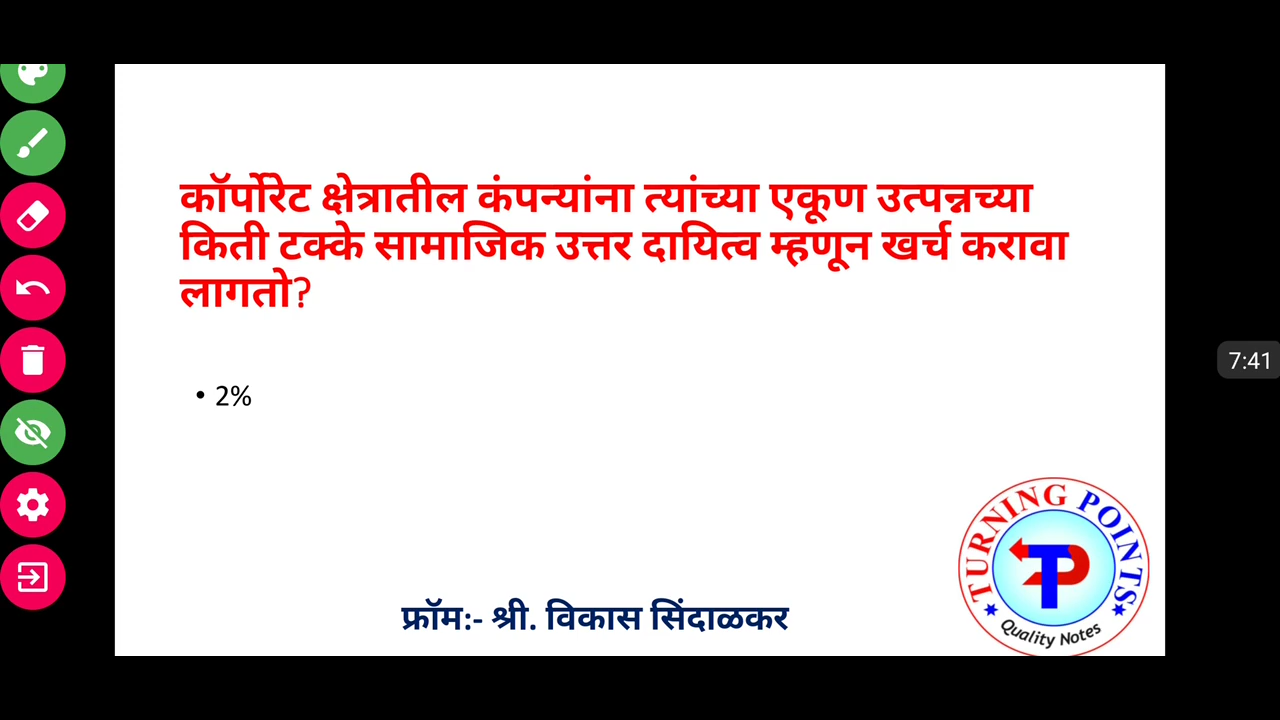 कॉर्पोरेट क्षेत्रातील कंपन्यांना त्यांच्या एकूण उत्पन्नच्या
किती टक्के सामाजिक उत्तर दायित्व म्हणून खर्च करावा
लागतो?
• 2%
7:41
TURNING POINTS
TP
Quality Notes
फ्रॉम:- श्री. विकास सिंदाळकर